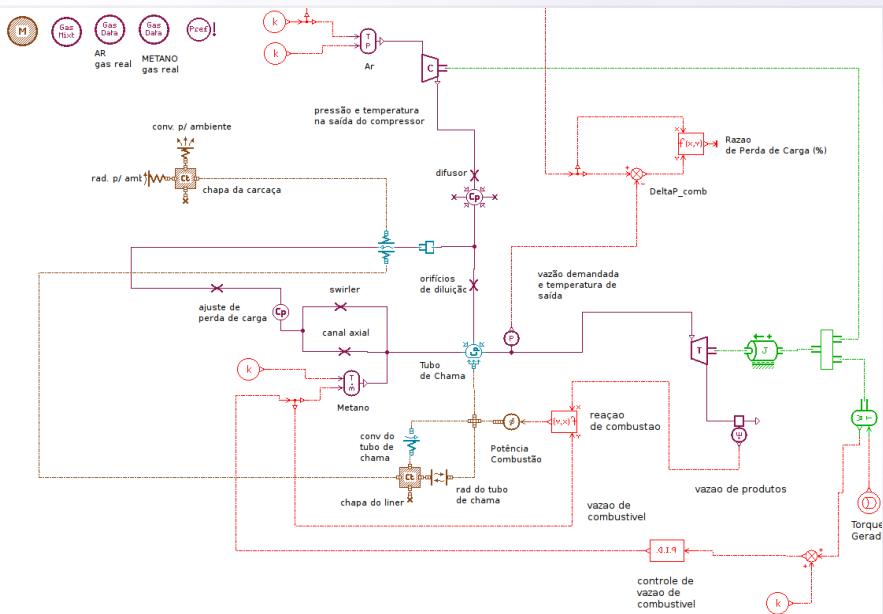 M
Gas
Mixt
Gas
Data
Gas
Data
Pref!
AR
gas real
METANO
gas real
k
k
T
P
Ar
C
pressão e temperatura
na saída do compressor
conv. p/ ambiente
rad. p/ amt
Ct
chapa da carcaça
difusor
Cp
x
f(x,y)
Y
Razao
de Perda de Carga (%)
+
-
DeltaP_comb
orifícios
de diluiçãc
vazão demandada
e temperatura de
saída
ajuste de
perda de carga
Cp
swirler
canal axial
P
T
J
k
T
ṁ
Metano
Tubo
de Chama
conv do
tubo de
chama
Ct
chapa do liner
rad do tubo
de chama
Potência
Combustão
x
f(x,y)
Y
reaçao
de combustao
vazao de produtos
vazao de
combustivel
Torque
Gerad
P.I.D.
controle de
vazao de
combustivel
+
+
k